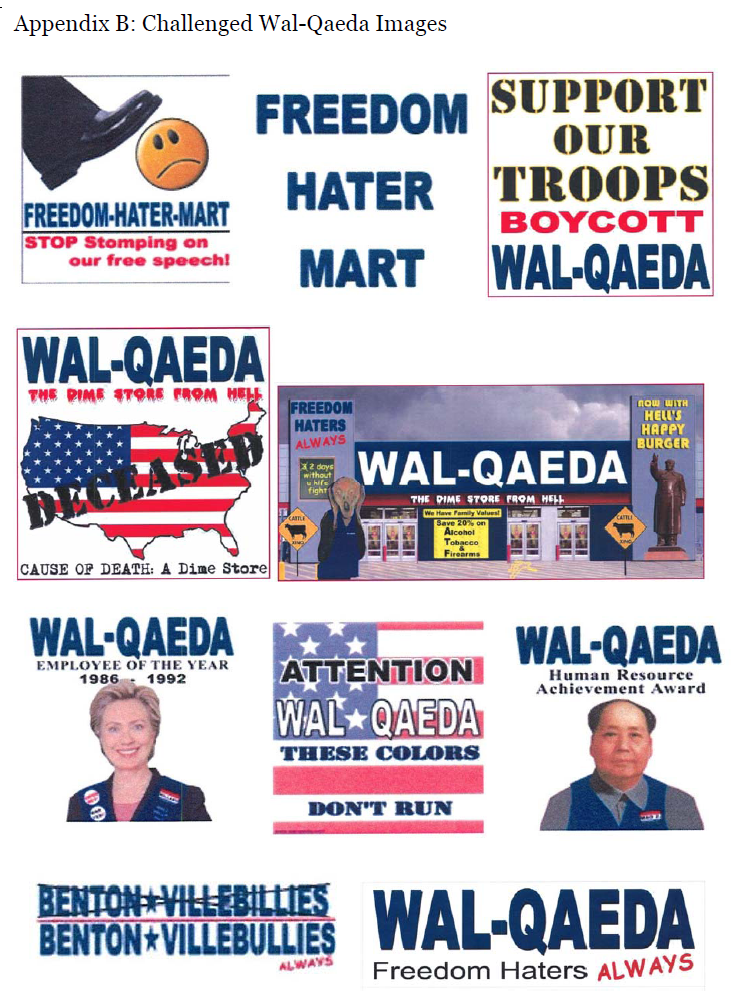 Appendix B: Challenged Wal-Qaeda Images
FREEDOM-HATER-MART
STOP Stomping on
our free speech!
FREEDOM
HATER
MART
SUPPORT
OUR
TROOPS
BOYCOTT
WAL-QAEDA
WAL-QAEDA
THE DIME STORE FROM HELL
DECEASED
CAUSE OF DEATH: A Dime Store
FREEDOM
HATERS
ALWAYS
2 days
without
fight
CATTLE
WAL-QAEDA
THE DIME STORE FROM HELL
We Have Family Values!
Save 20% on
Alcohol
Tobacco
&
Firearms
NOW WITH
HELL'S
HAPPY
BURGER
CATTLE
WAL-QAEDA
EMPLOYEE OF THE YEAR
1986 - 1992
ATTENTION
WAL★QAEDA
THESE COLORS
DON'T RUN
WAL-QAEDA
Human Resource
Achievement Award
BENTON★VILLEBILLIES
BENTON★VILLEBULLIES
ALWAYS
WAL-QAEDA
Freedom Haters ALWAYS